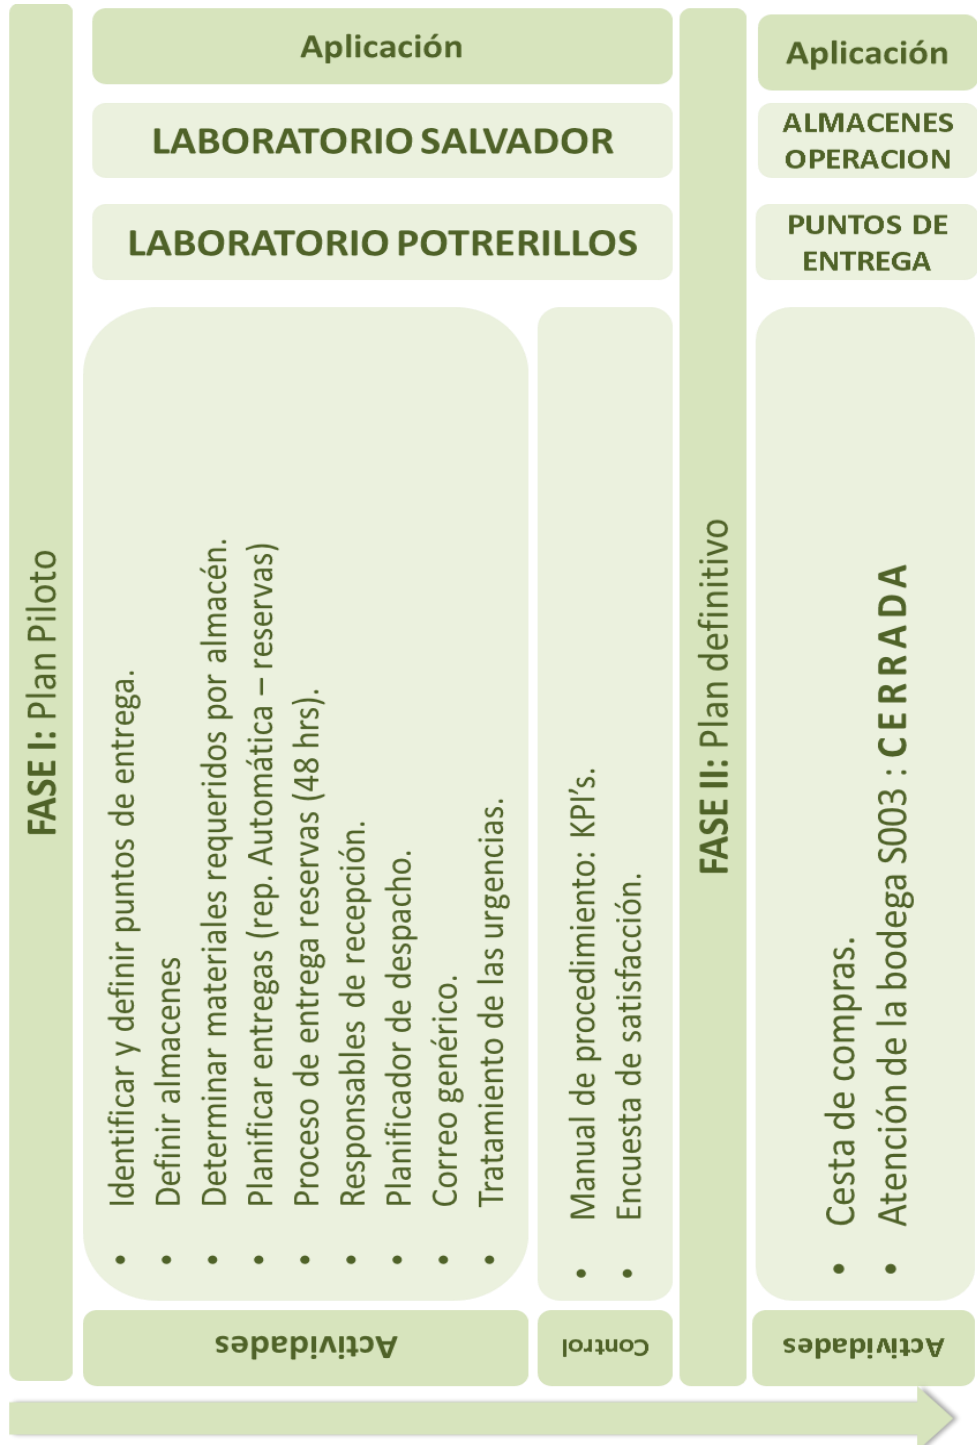 FASE I: Plan Piloto
Aplicación
LABORATORIO SALVADOR
LABORATORIO POTRERILLOS
Actividades
• Identificar y definir puntos de entrega.
• Definir almacenes
• Determinar materiales requeridos por almacén.
• Planificar entregas (rep. Automática – reservas)
• Proceso de entrega reservas (48 hrs).
• Responsables de recepción.
• Planificador de despacho.
• Correo genérico.
• Tratamiento de las urgencias.
Control
• Manual de procedimiento: KPI's.
• Encuesta de satisfacción.
FASE II: Plan definitivo
Aplicación
ALMACENES
OPERACION
PUNTOS DE
ENTREGA
Actividades
• Cesta de compras.
• Atención de la bodega S003 : CERRADA